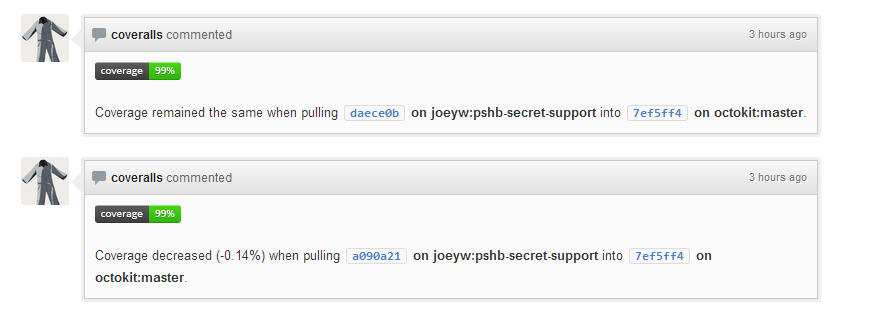 coveralls commented 3 hours ago
coverage 99%
Coverage remained the same when pulling daece0b on joeyw:pshb-secret-support into 7ef5ff4 on octokit:master.
coveralls commented 3 hours ago
coverage 99%
Coverage decreased (-0.14%) when pulling a090a21 on joeyw:pshb-secret-support into 7ef5ff4 on
octokit:master.